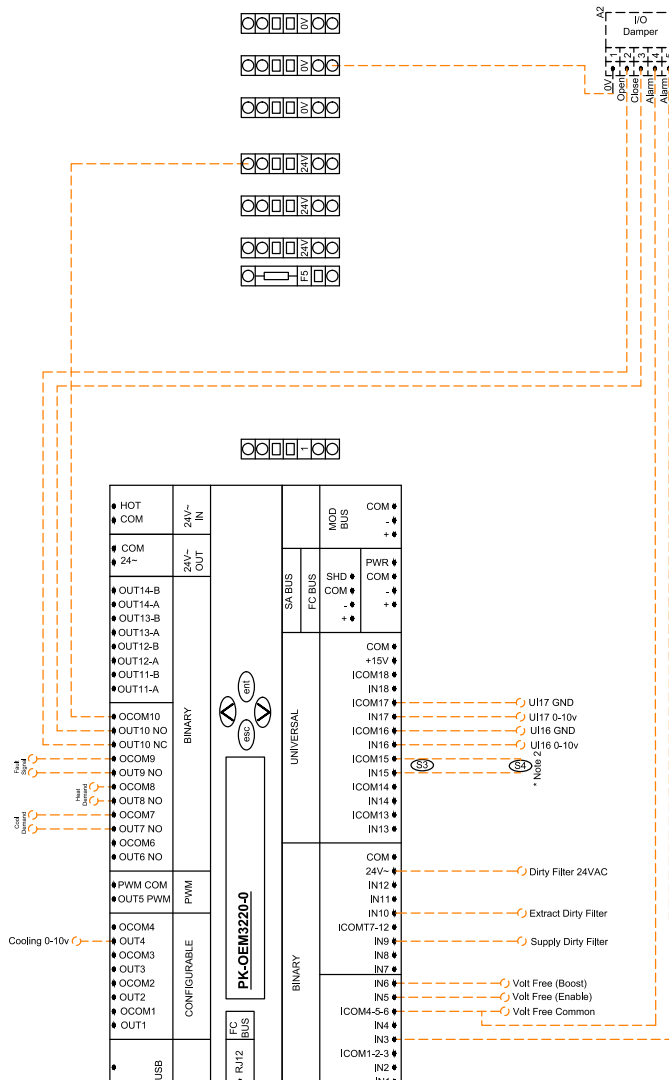 A2
I/O
Damper
1
2
3
4
5
0V
Open
Close
Alarm
Alarm
0V
0V
0V
24V
24V
24V
F5
1
HOT
COM
24V~
IN
COM
24~
24V~
OUT
OUT14-B
OUT14-A
OUT13-B
OUT13-A
OUT12-B
OUT12-A
OUT11-B
OUT11-A
OCOM10
OUT10 NO
OUT10 NC
OCOM9
OUT9 NO
OCOM8
OUT8 NO
OCOM7
OUT7 NO
OCOM6
OUT6 NO
BINARY
Fault
Signal
Heat
Demand
Cool
Demand
PWM COM
OUT5 PWM
PWM
OCOM4
OUT4
OCOM3
OUT3
OCOM2
OUT2
OCOM1
OUT1
CONFIGURABLE
Cooling 0-10v
USB
ent
esc
PK-OEM3220-0
FC
BUS
RJ12
MOD
BUS
COM
-
+
SA BUS
FC BUS
SHD
COM
-
+
PWR
COM
-
+
UNIVERSAL
COM
+15V
ICOM18
IN18
ICOM17
IN17
ICOM16
IN16
ICOM15
IN15
ICOM14
IN14
ICOM13
IN13
UI17 GND
UI17 0-10v
UI16 GND
UI16 0-10v
S3
S4
* Note 2
BINARY
COM
24V~
IN12
IN11
IN10
ICOMT7-12
IN9
IN8
IN7
IN6
IN5
ICOM4-5-6
IN4
IN3
ICOM1-2-3
IN2
IN1
Dirty Filter 24VAC
Extract Dirty Filter
Supply Dirty Filter
Volt Free (Boost)
Volt Free (Enable)
Volt Free Common